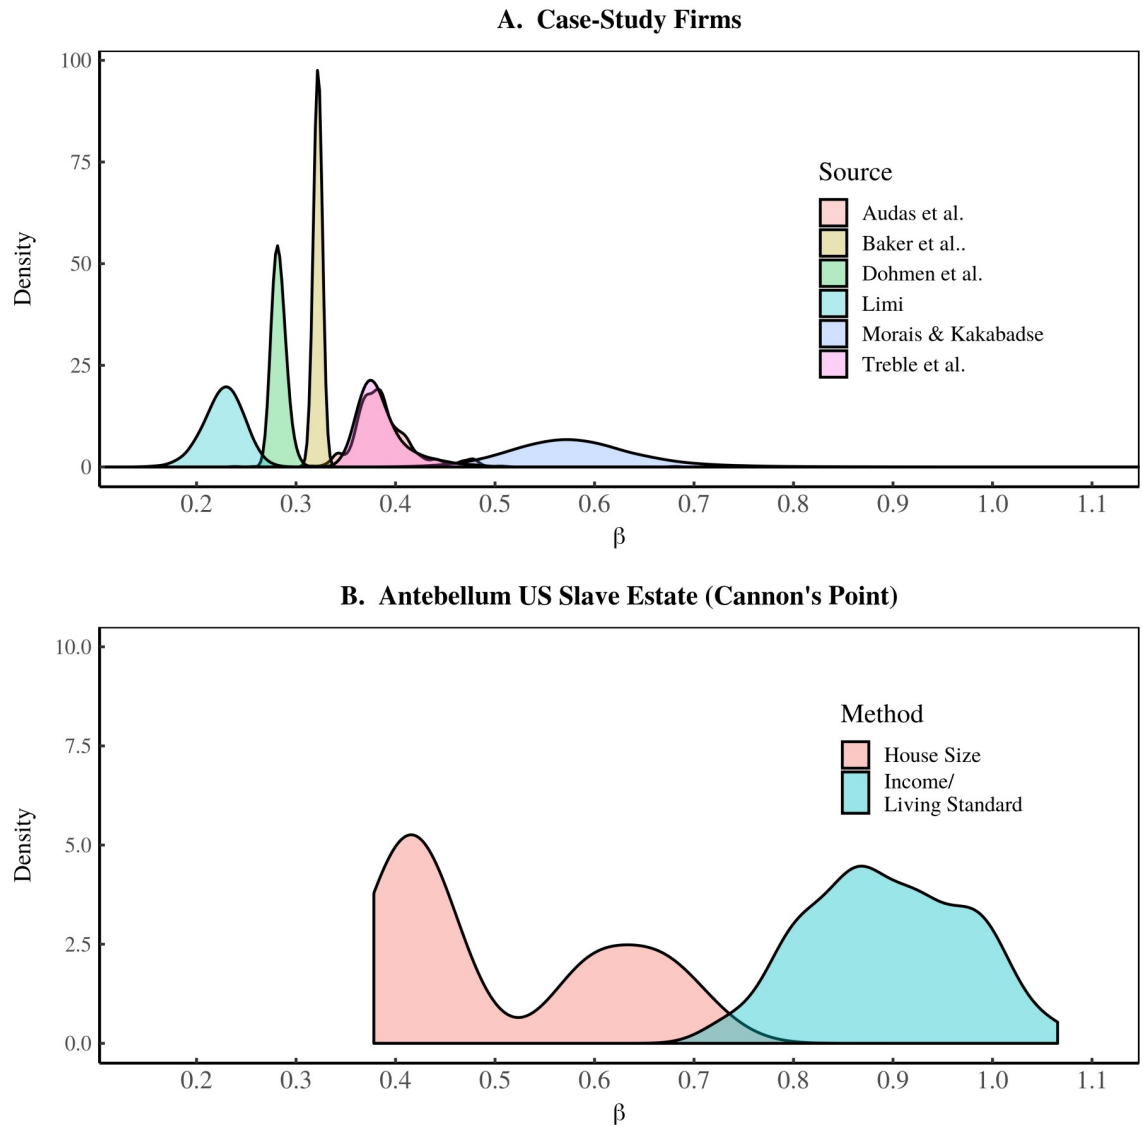 A. Case-Study Firms
100
75
50
25
0
Density
Source
Audas et al.
Baker et al..
Dohmen et al.
Limi
Morais & Kakabadse
Treble et al.
0.2 0.3 0.4 0.5 0.6 0.7 0.8 0.9 1.0 1.1
β
B. Antebellum US Slave Estate (Cannon's Point)
10.0
7.5
5.0
2.5
0.0
Density
Method
House Size
Income/
Living Standard
0.2 0.3 0.4 0.5 0.6 0.7 0.8 0.9 1.0 1.1
β